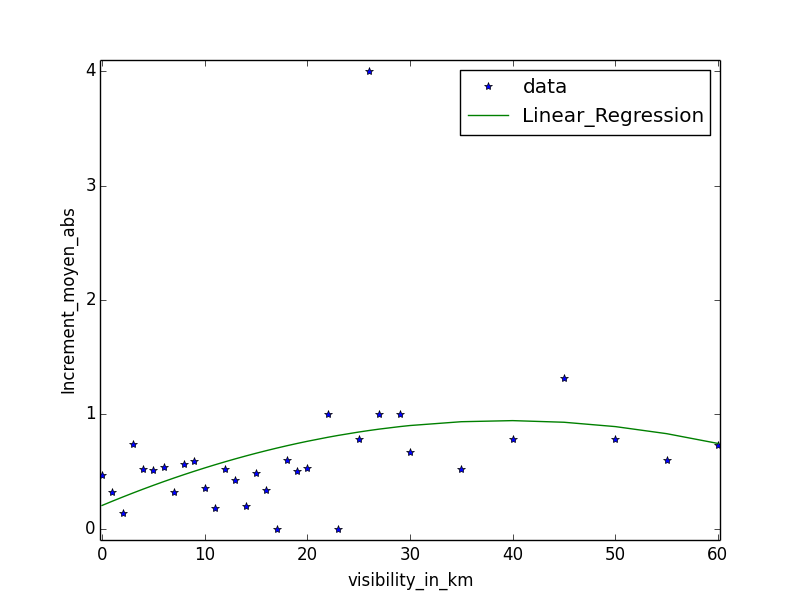 data
Linear_Regression
4
3
2
1
0
Increment_moyen_abs
0 10 20 30 40 50 60
visibility_in_km